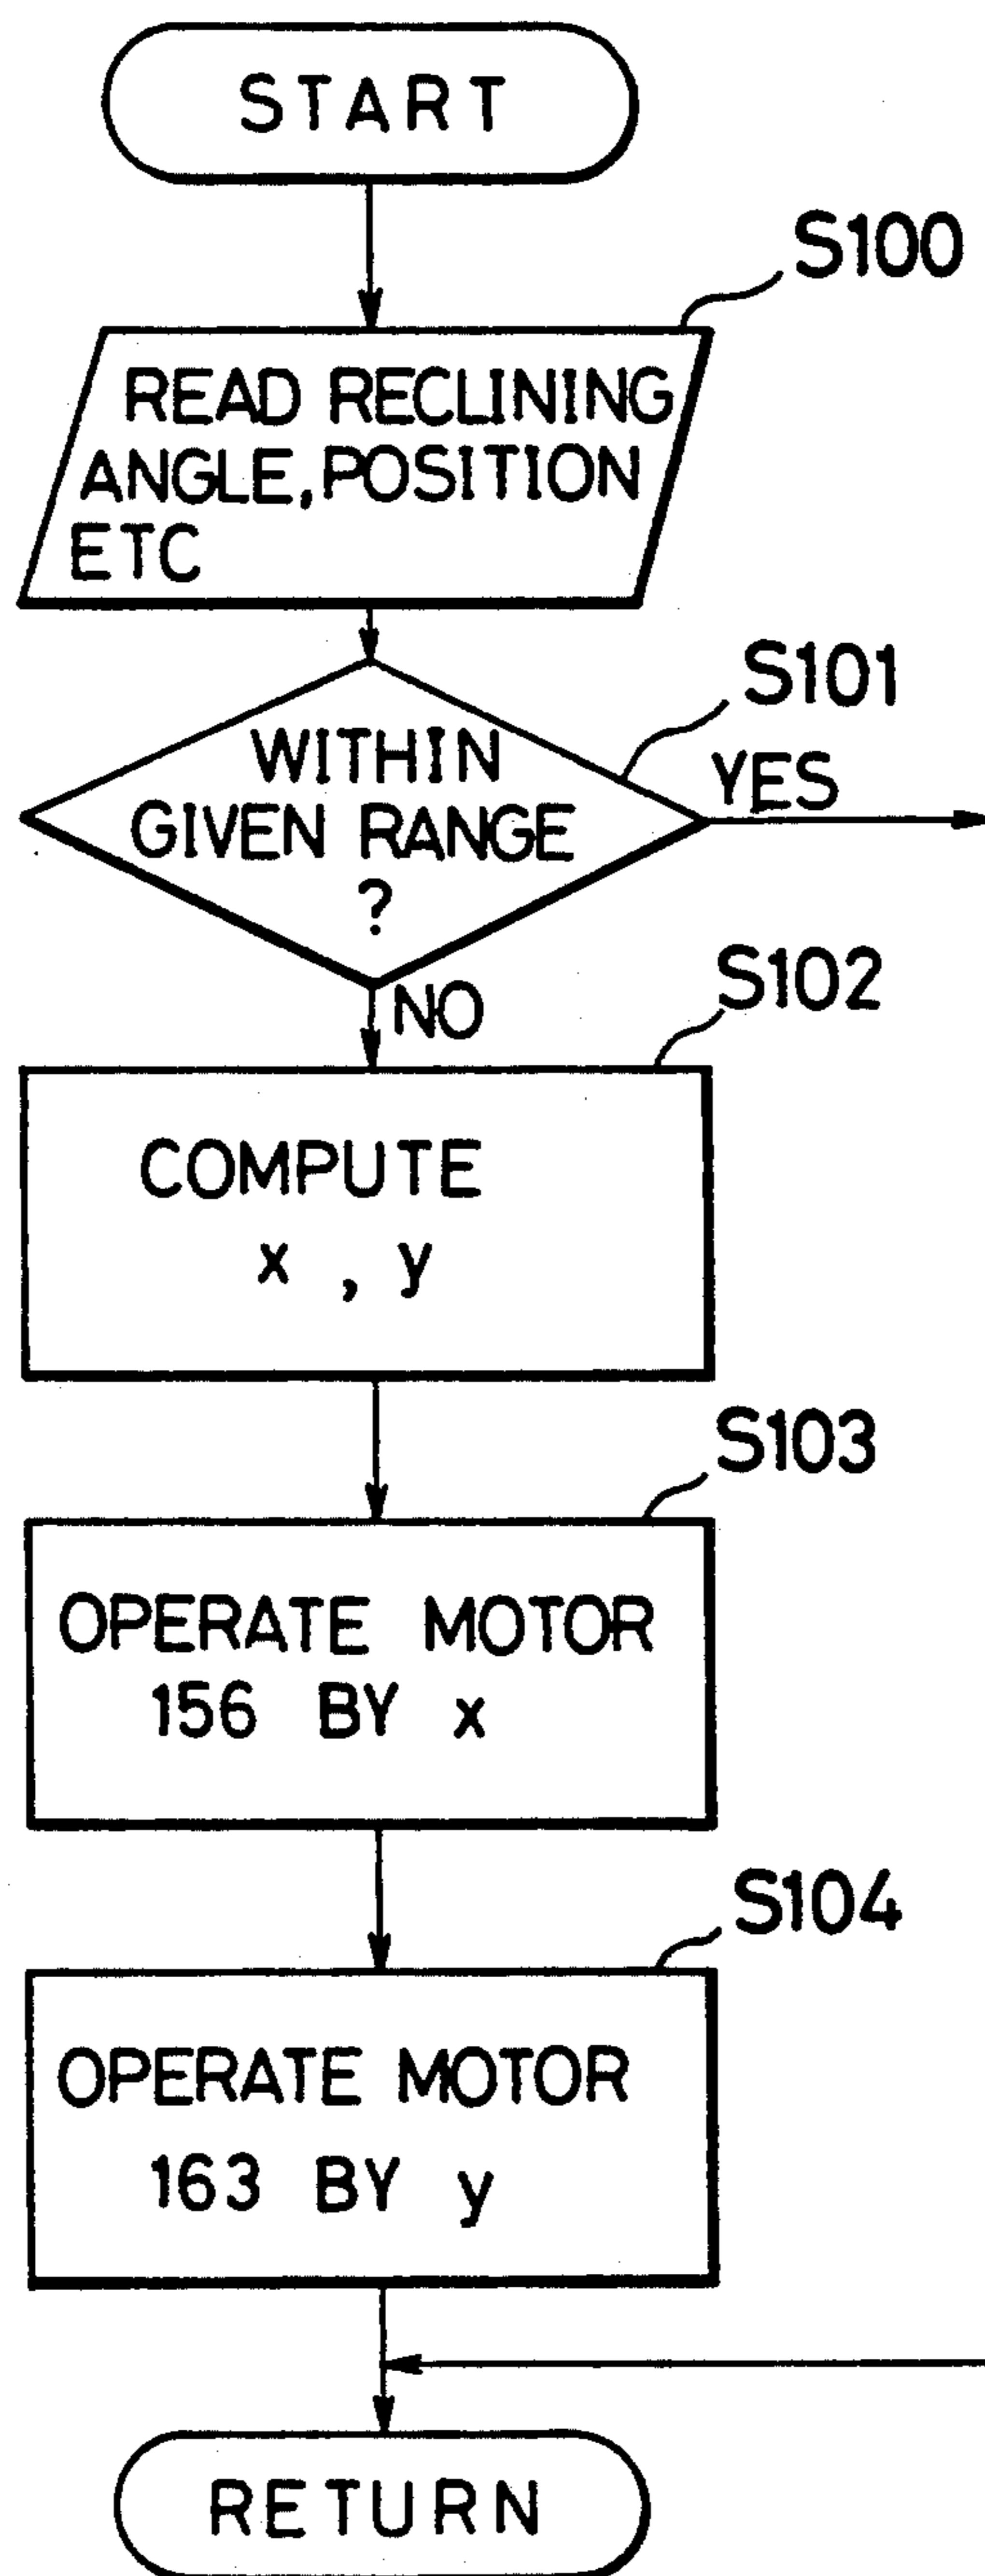 START
S100
READ RECLINING
ANGLE, POSITION
ETC
S101
WITHIN
GIVEN RANGE
?
YES
NO
S102
COMPUTE
x , y
S103
OPERATE MOTOR
156 BY x
S104
OPERATE MOTOR
163 BY y
RETURN